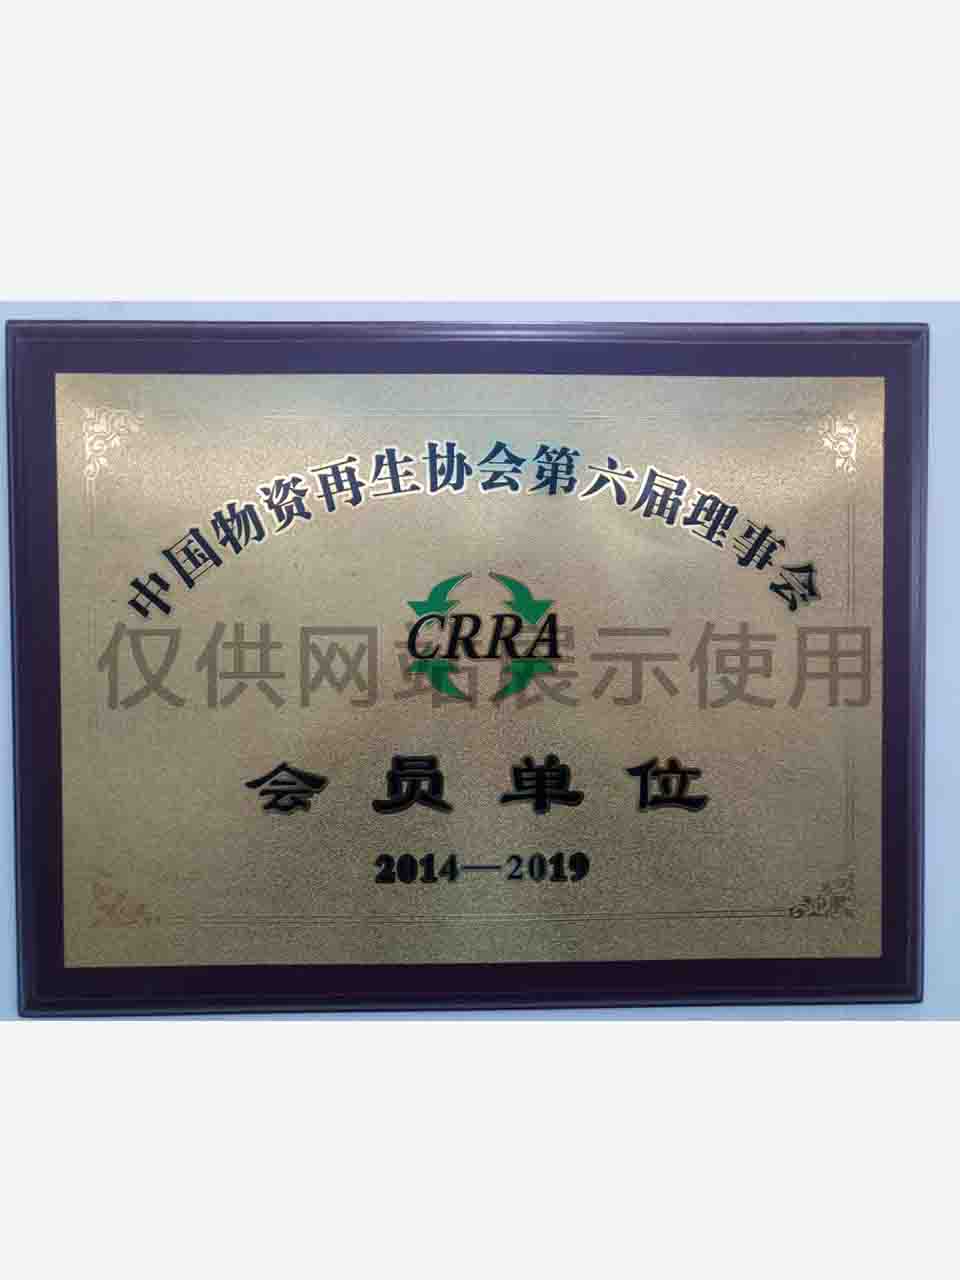 中国物资再生协会第六届理事会
CRRA
仅供网站展示使用
会员单位
2014—2019